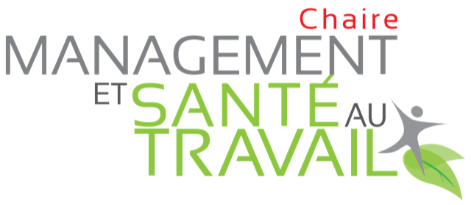 Chaire
MANAGEMENT
ET SANTÉ AU
TRAVAIL